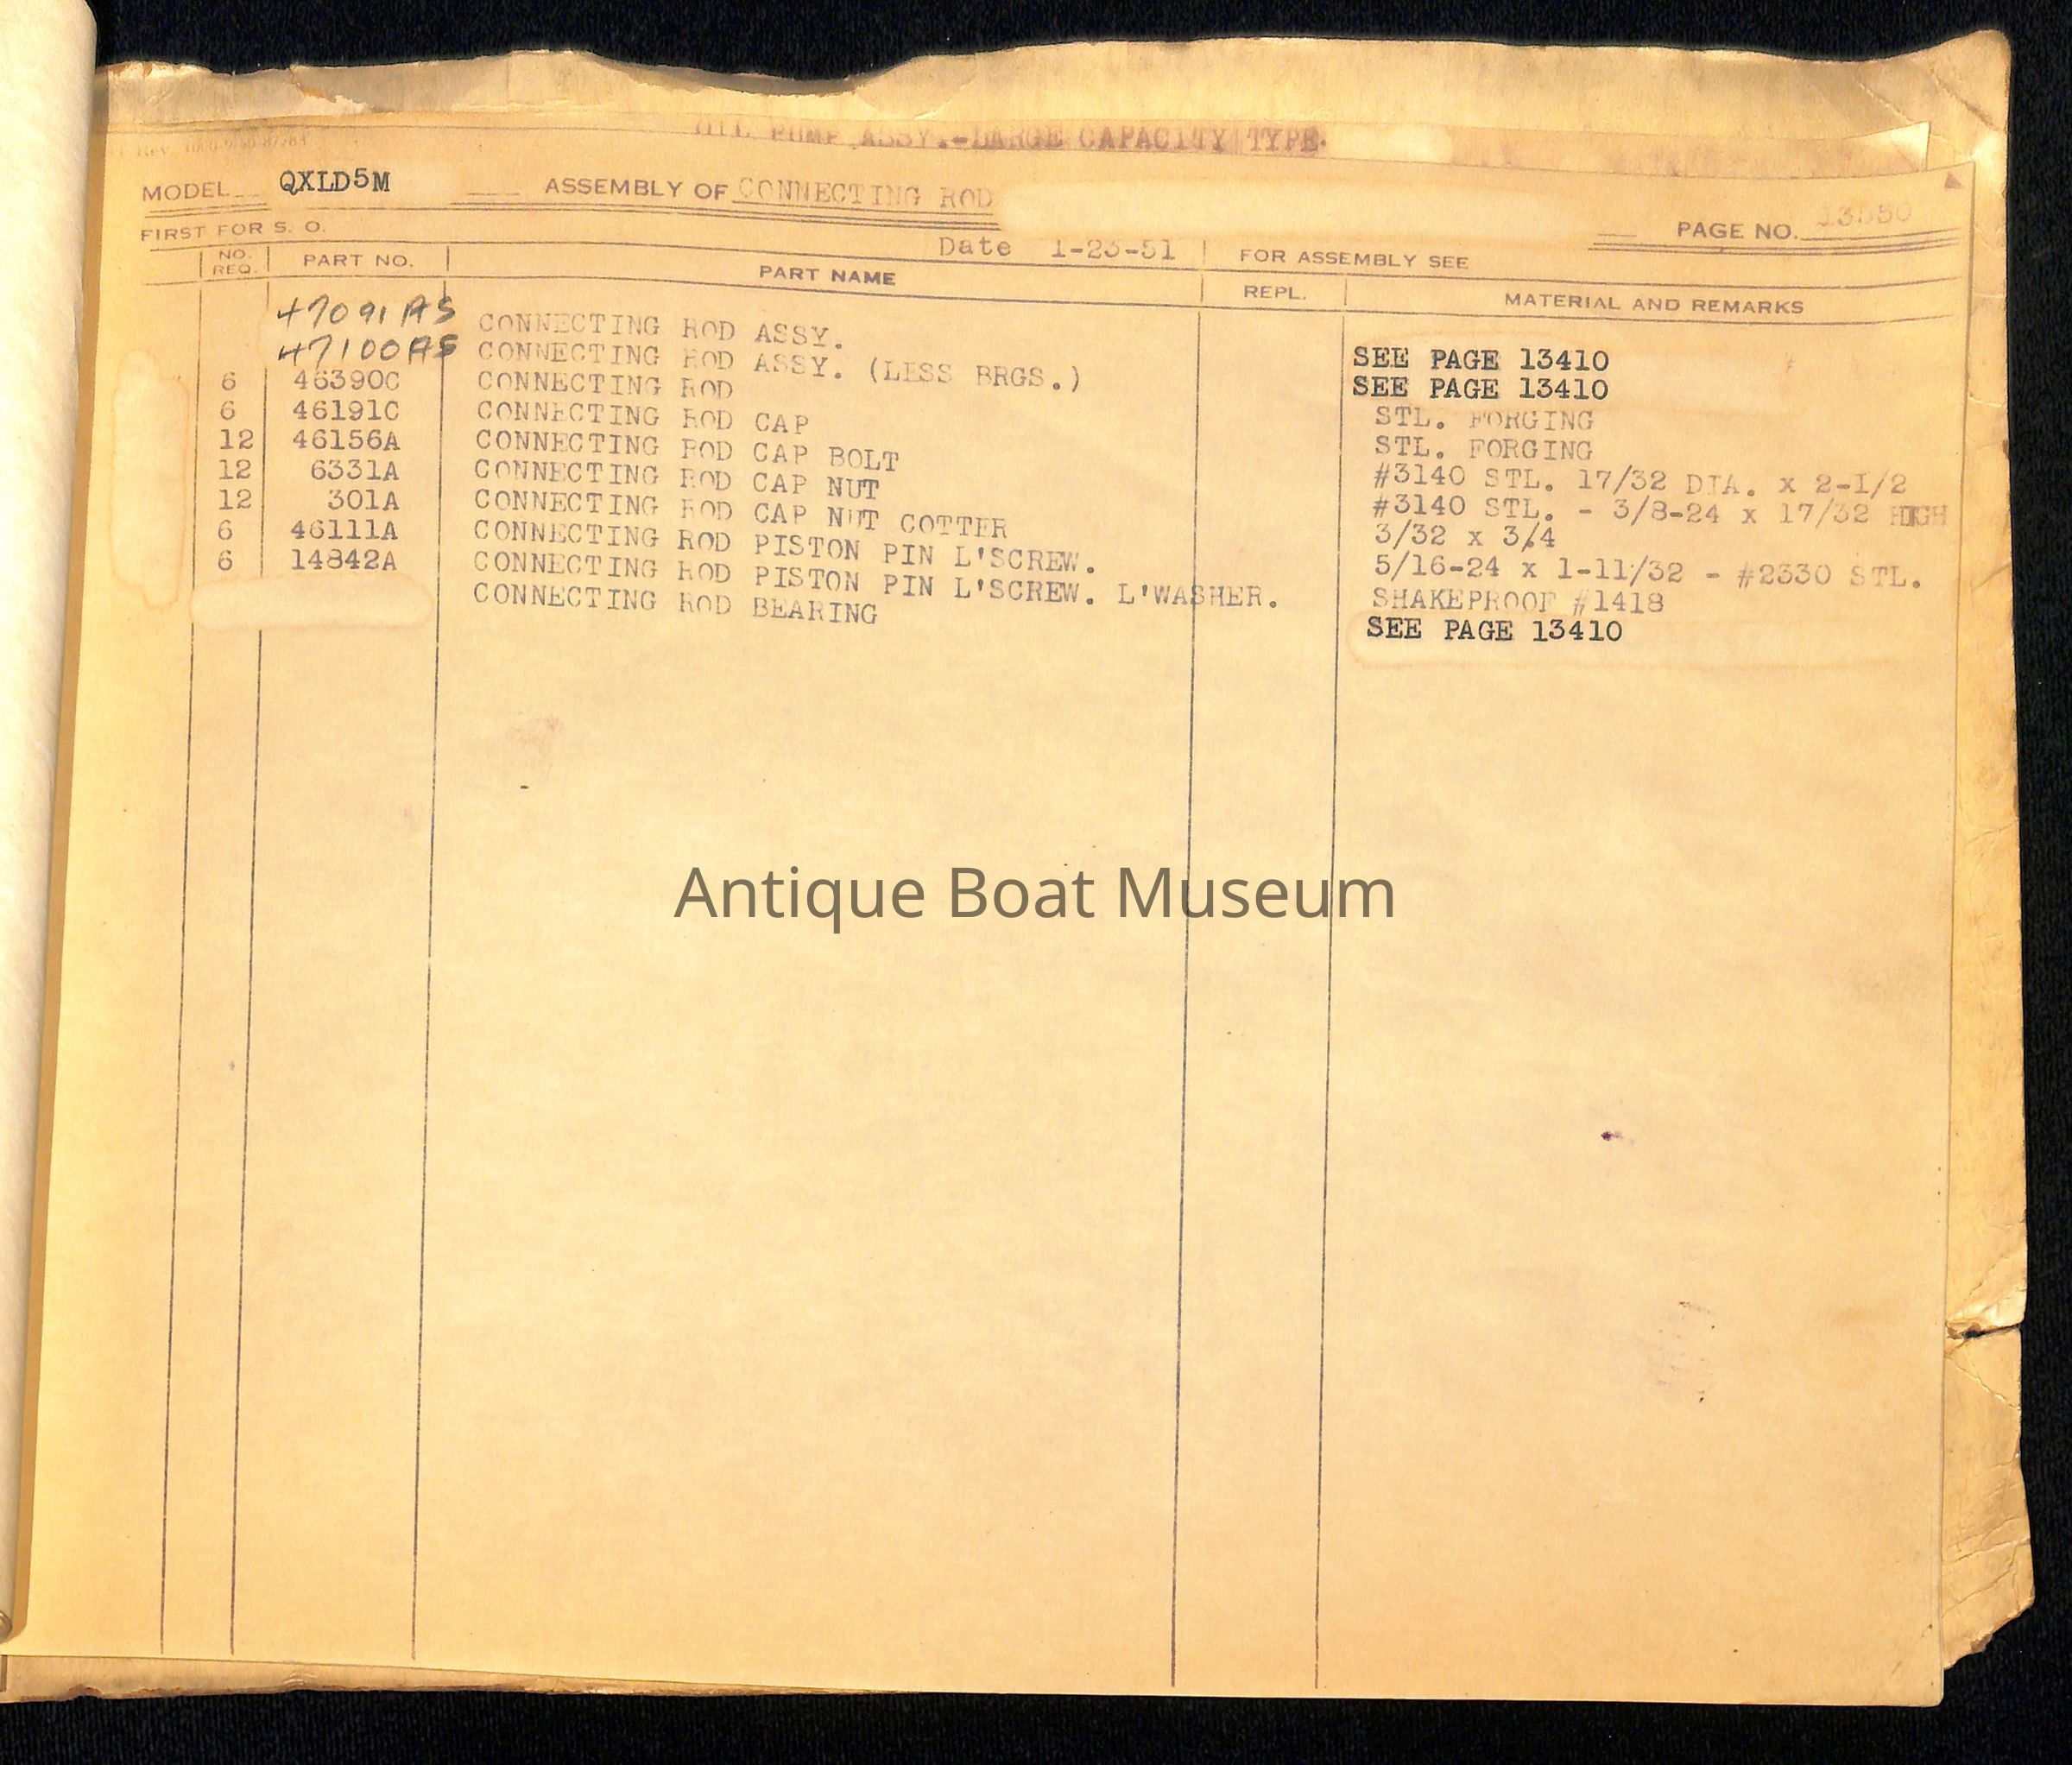 OIL PUMP ASSY.-LARGE CAPACITY TYPE.
MODEL QXLD5M ASSEMBLY OF CONNECTING ROD
PAGE NO. 13550
FIRST FOR S. O.
Date 1-23-51 FOR ASSEMBLY SEE
NO. REQ. PART NO. PART NAME REPL. MATERIAL AND REMARKS
47091AS CONNECTING ROD ASSY. SEE PAGE 13410
47100AS CONNECTING ROD ASSY. (LESS BRGS.) SEE PAGE 13410
6 46390C CONNECTING ROD STL. FORGING
6 46191C CONNECTING ROD CAP STL. FORGING
12 46156A CONNECTING ROD CAP BOLT #3140 STL. 17/32 DIA. x 2-1/2
12 6331A CONNECTING ROD CAP NUT #3140 STL. - 3/8-24 x 17/32 HIGH
12 301A CONNECTING ROD CAP NUT COTTER 3/32 x 3/4
6 46111A CONNECTING ROD PISTON PIN L'SCREW. 5/16-24 x 1-11/32 - #2330 STL.
6 14842A CONNECTING ROD PISTON PIN L'SCREW. L'WASHER. SHAKEPROOF #1418
CONNECTING ROD BEARING SEE PAGE 13410
Antique Boat Museum